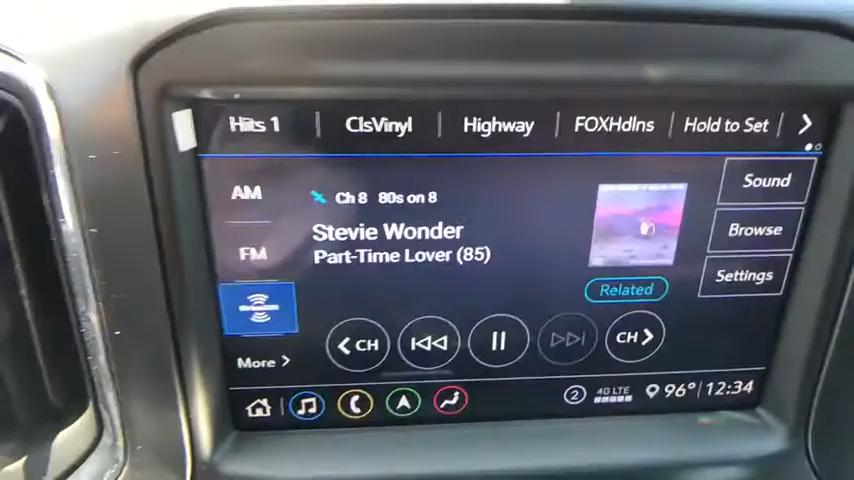 Hits 1 ClsVinyl Highway FOXHdlns Hold to Set
AM
Ch 8 80s on 8
Sound
Stevie Wonder
Browse
FM
Part-Time Lover (85)
Settings
Related
SiriusXM
CH
CH
More
2 4G LTE 96° 12:34